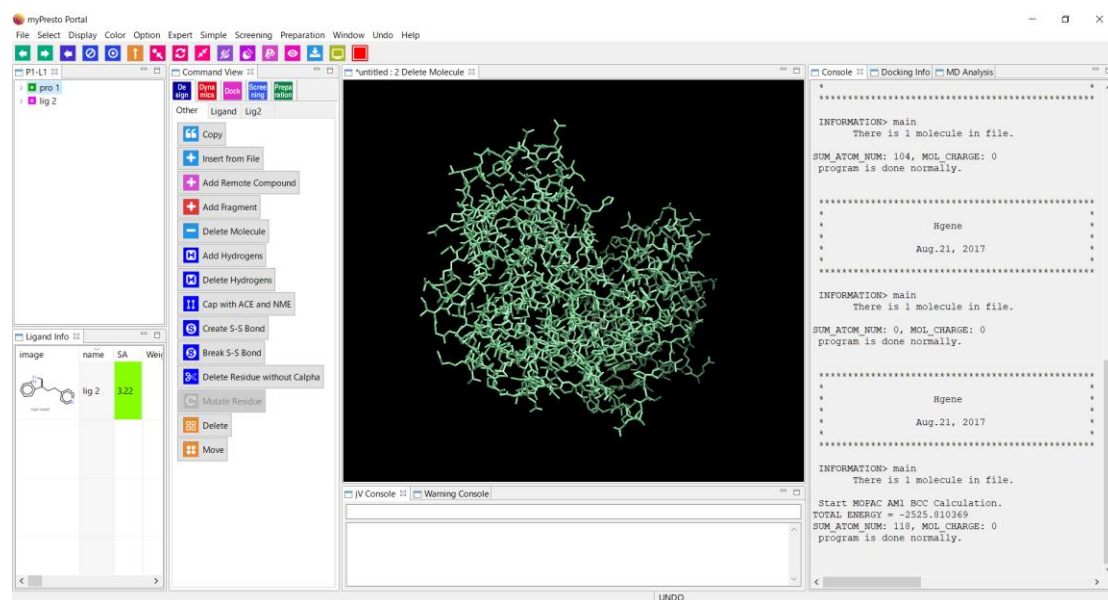 myPresto Portal
File Select Display Color Option Expert Simple Screening Preparation Window Undo Help
P1-L1
pro 1
lig 2
Ligand Info
image name SA Weig
lig 2 3.22
Command View
De sign
Dyna mics
Dock
Scree ning
Prepa ration
Other Ligand Lig2
Copy
Insert from File
Add Remote Compound
Add Fragment
Delete Molecule
Add Hydrogens
Delete Hydrogens
Cap with ACE and NME
Create S-S Bond
Break S-S Bond
Delete Residue without Calpha
Mutate Residue
Delete
Move
*untitled : 2 Delete Molecule
jV Console Warning Console
Console Docking Info MD Analysis
* *
******************************************************
INFORMATION> main
There is 1 molecule in file.
SUM_ATOM_NUM: 104, MOL_CHARGE: 0
program is done normally.
******************************************************
* *
* Hgene *
* *
* Aug.21, 2017 *
* *
******************************************************
INFORMATION> main
There is 1 molecule in file.
SUM_ATOM_NUM: 0, MOL_CHARGE: 0
program is done normally.
******************************************************
* *
* Hgene *
* *
* Aug.21, 2017 *
* *
******************************************************
INFORMATION> main
There is 1 molecule in file.
Start MOPAC AM1 BCC Calculation.
TOTAL ENERGY = -2525.810369
SUM_ATOM_NUM: 118, MOL_CHARGE: 0
program is done normally.
UNDO